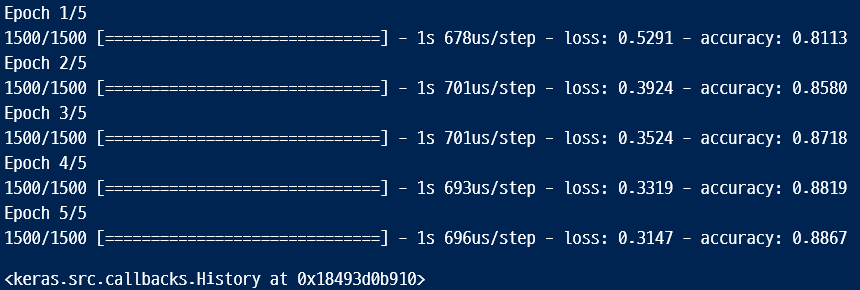 Epoch 1/5
1500/1500 [==============================] - 1s 678us/step - loss: 0.5291 - accuracy: 0.8113
Epoch 2/5
1500/1500 [==============================] - 1s 701us/step - loss: 0.3924 - accuracy: 0.8580
Epoch 3/5
1500/1500 [==============================] - 1s 701us/step - loss: 0.3524 - accuracy: 0.8718
Epoch 4/5
1500/1500 [==============================] - 1s 693us/step - loss: 0.3319 - accuracy: 0.8819
Epoch 5/5
1500/1500 [==============================] - 1s 696us/step - loss: 0.3147 - accuracy: 0.8867
<keras.src.callbacks.History at 0x18493d0b910>